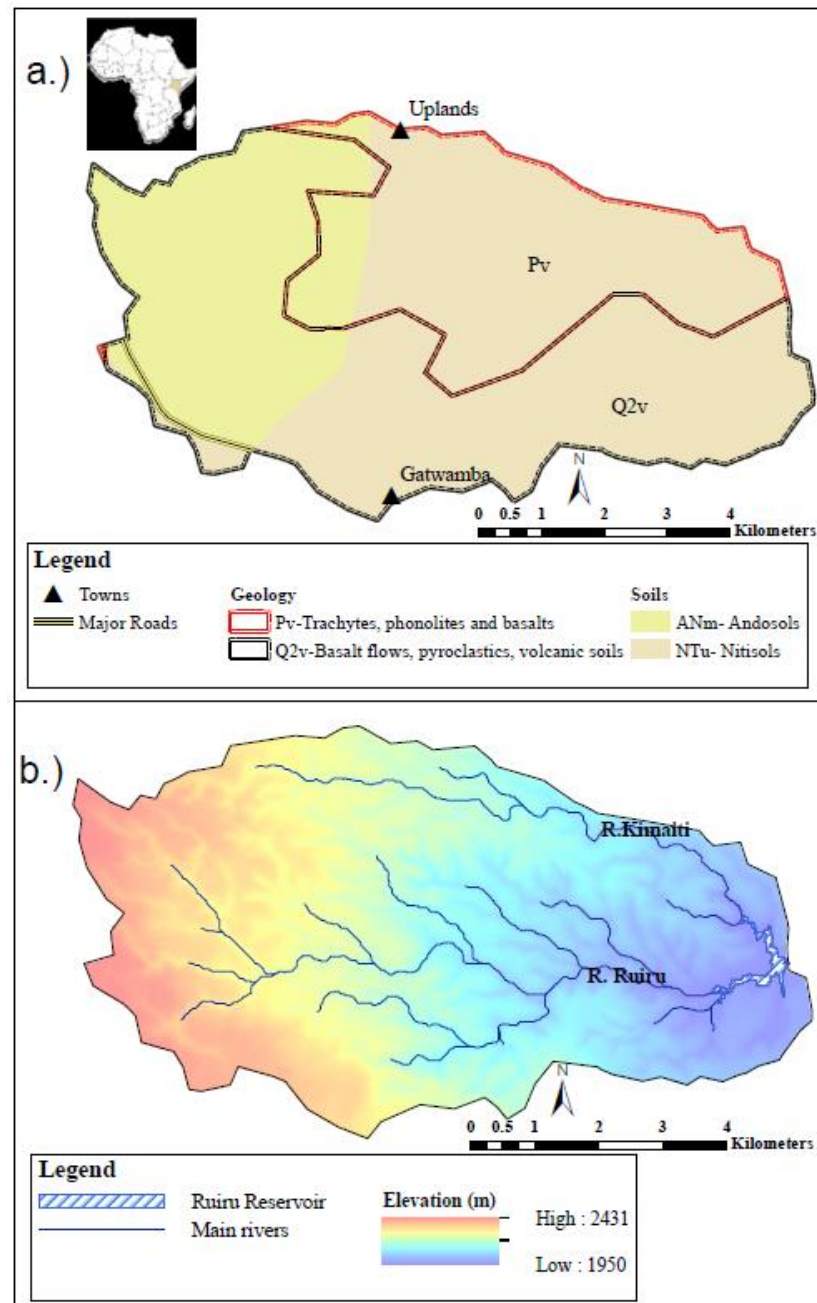 a.)
Uplands
Pv
Q2v
Gatwamba
N
0 0.5 1 2 3 4
Kilometers
Legend
Towns
Major Roads
Geology
Pv-Trachytes, phonolites and basalts
Q2v-Basalt flows, pyroclastics, volcanic soils
Soils
ANm- Andosols
NTu- Nitisols
b.)
R.Kimaiti
R. Ruiru
N
0 0.5 1 2 3 4
Kilometers
Legend
Ruiru Reservoir
Main rivers
Elevation (m)
High : 2431
Low : 1950